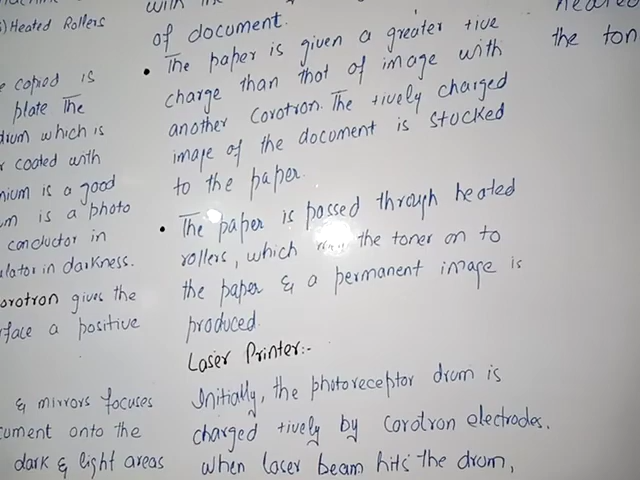 s) Heated Rollers
e copied is
plate The
drum which is
r coated with
nium is a good
m is a photo
conductor in
lator in darkness.
orotron gives the
rface a positive
& mirrors focuses
cument onto the
dark & light areas
with the
of document.
• The paper is given a greater +ive
charge than that of image with
another corotron. The +ively charged
image of the document is stucked
to the paper.
• The paper is passed through heated
rollers, which the toner on to
the paper & a permanent image is
produced.
Laser Printer:-
Initially, the photoreceptor drum is
charged +ively by corotron electrodes.
when laser beam hits the drum,
heated
the ton